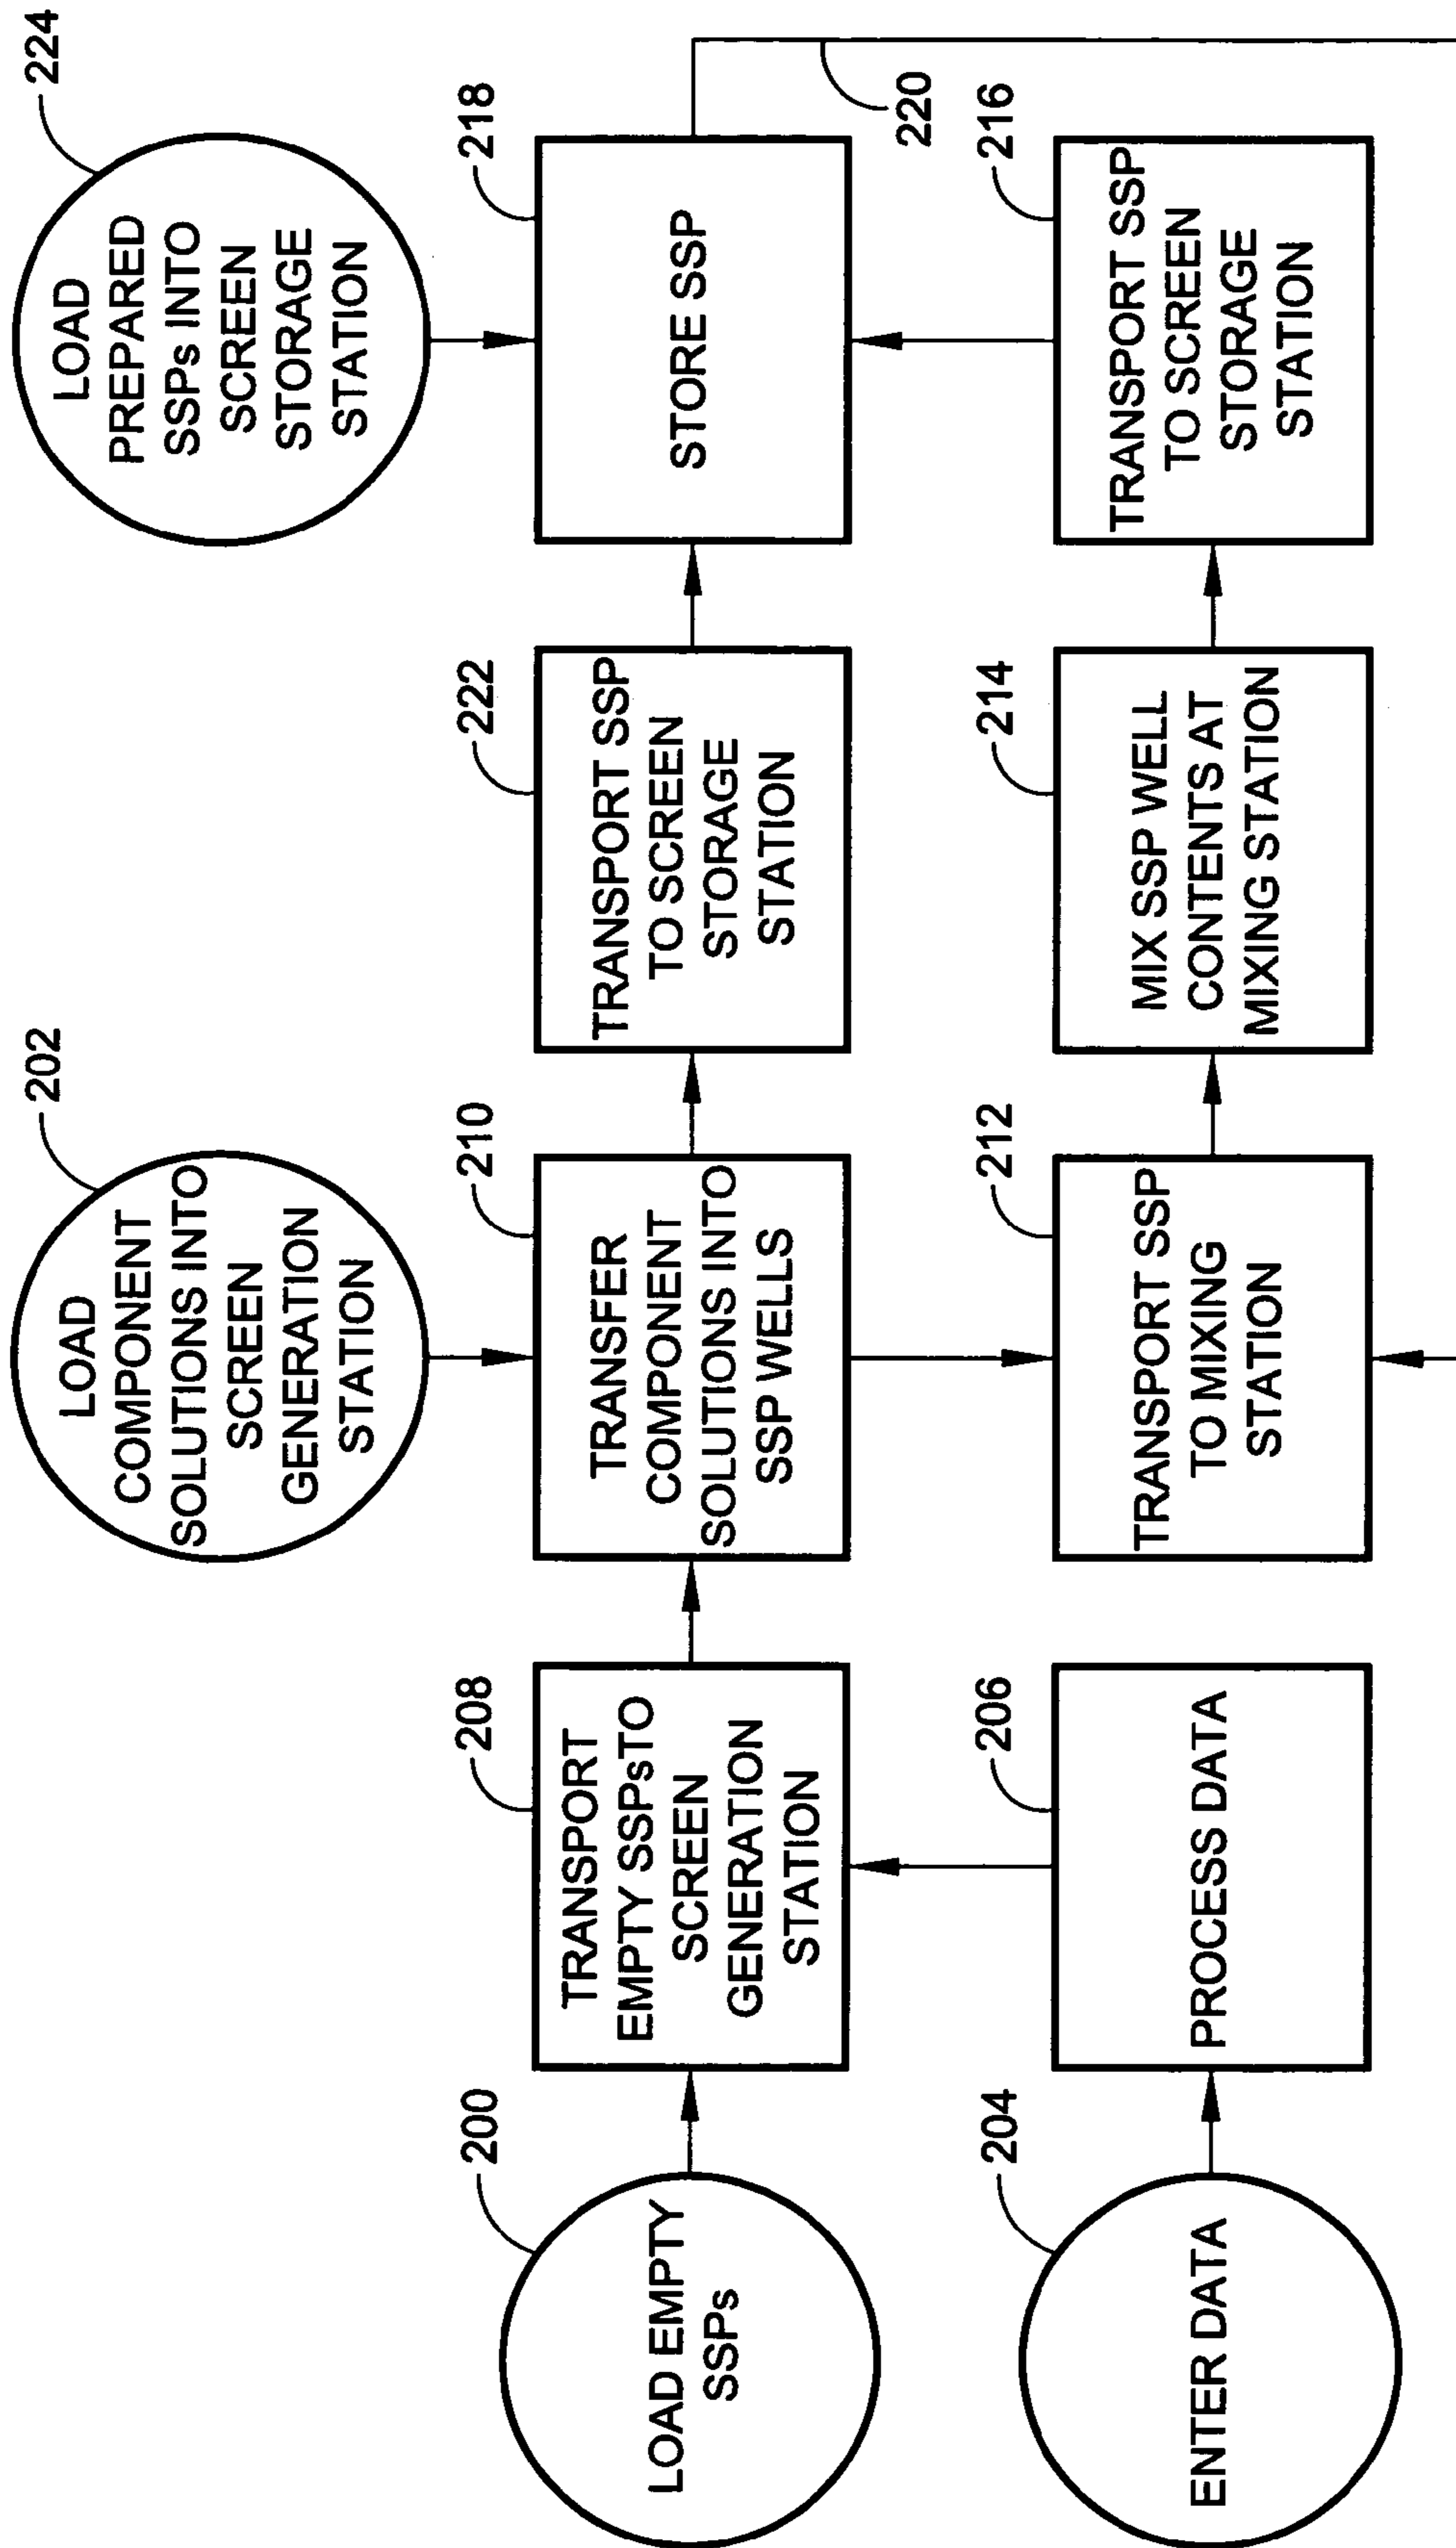 224
LOAD
PREPARED
SSPs INTO
SCREEN
STORAGE
STATION
202
LOAD
COMPONENT
SOLUTIONS INTO
SCREEN
GENERATION
STATION
200
LOAD EMPTY
SSPs
208
TRANSPORT
EMPTY SSPsTO
SCREEN
GENERATION
STATION
210
TRANSFER
COMPONENT
SOLUTIONS INTO
SSP WELLS
222
TRANSPORT SSP
TO SCREEN
STORAGE
STATION
218
STORE SSP
220
204
ENTER DATA
206
PROCESS DATA
212
TRANSPORT SSP
TO MIXING
STATION
214
MIX SSP WELL
CONTENTS AT
MIXING STATION
216
TRANSPORT SSP
TO SCREEN
STORAGE
STATION